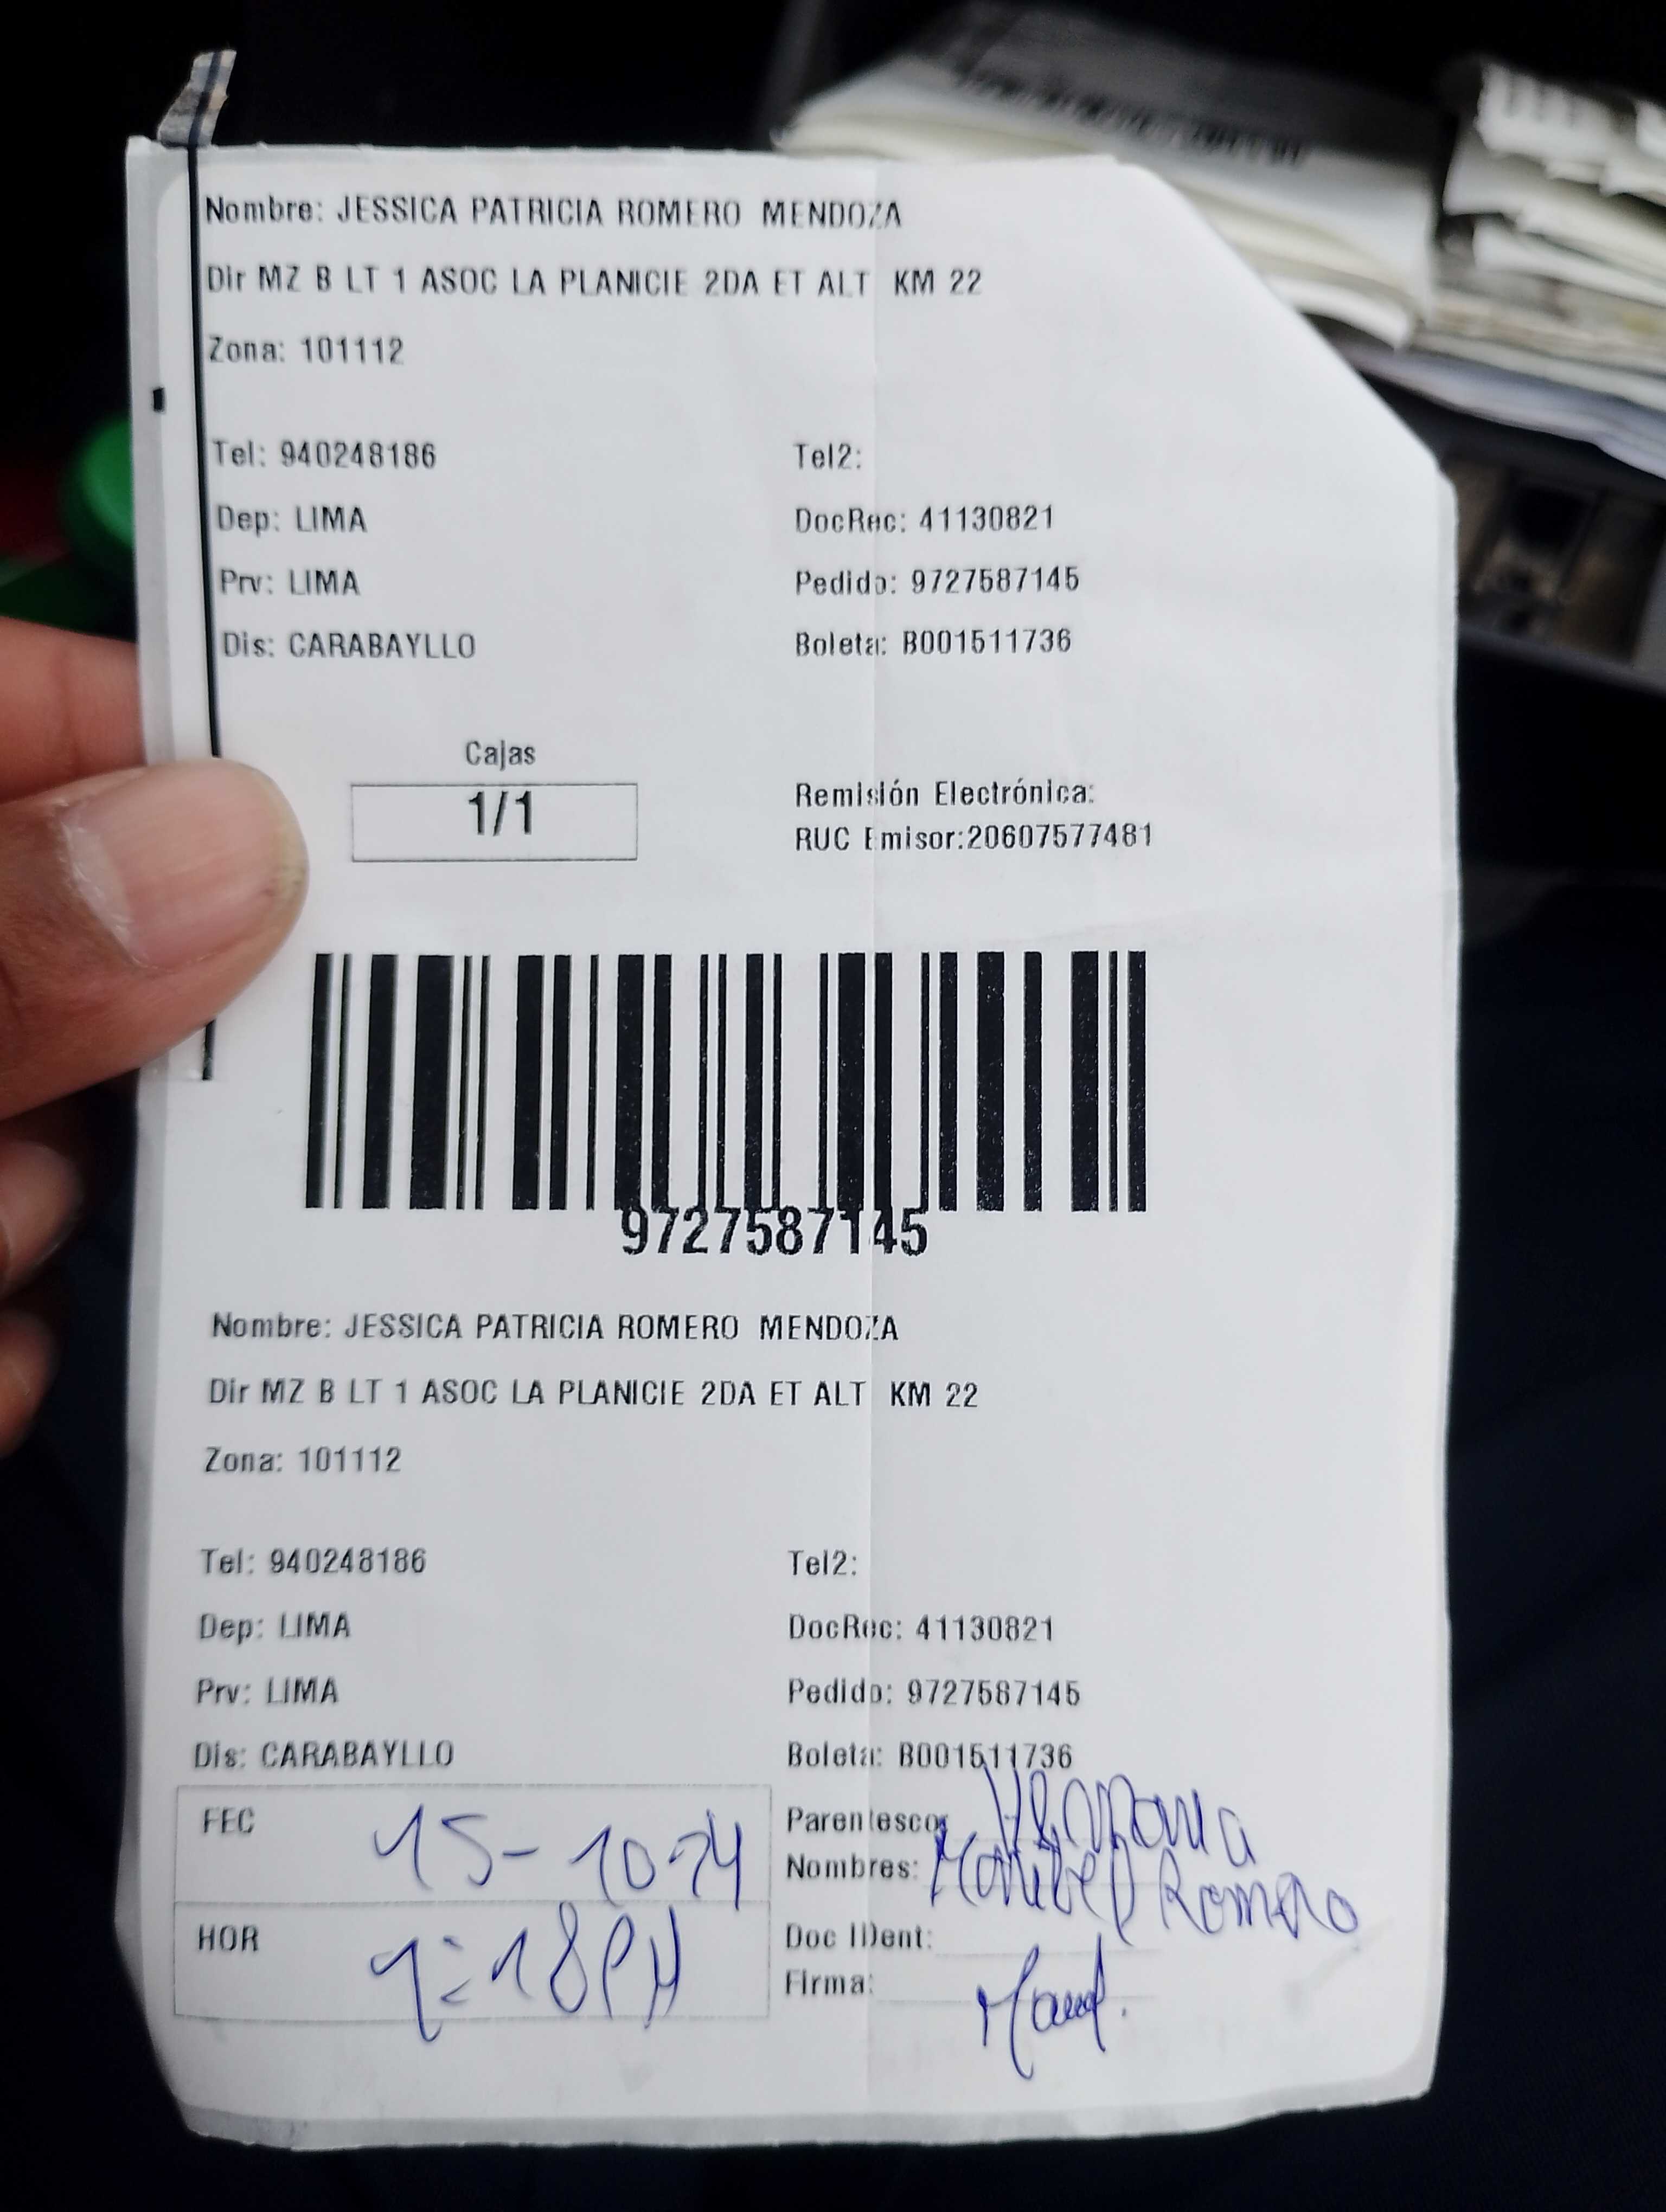 Nombre: JESSICA PATRICIA ROMERO MENDOZA
Dir MZ B LT 1 ASOC LA PLANICIE 2DA ET ALT KM 22
Zona: 101112
Tel: 940248186 Tel2:
Dep: LIMA DocRec: 41130821
Prv: LIMA Pedido: 9727587145
Dis: CARABAYLLO Boleta: B001511736
Cajas
1/1
Remisión Electrónica:
RUC Emisor:20607577481
9727587145
Nombre: JESSICA PATRICIA ROMERO MENDOZA
Dir MZ B LT 1 ASOC LA PLANICIE 2DA ET ALT KM 22
Zona: 101112
Tel: 940248186 Tel2:
Dep: LIMA DocRec: 41130821
Prv: LIMA Pedido: 9727587145
Dis: CARABAYLLO Boleta: B001511736
FEC 15-10-24 Parentesco: Hermana
Nombres: Maribel Romero
HOR 1:18PM Doc IDent:
Firma: